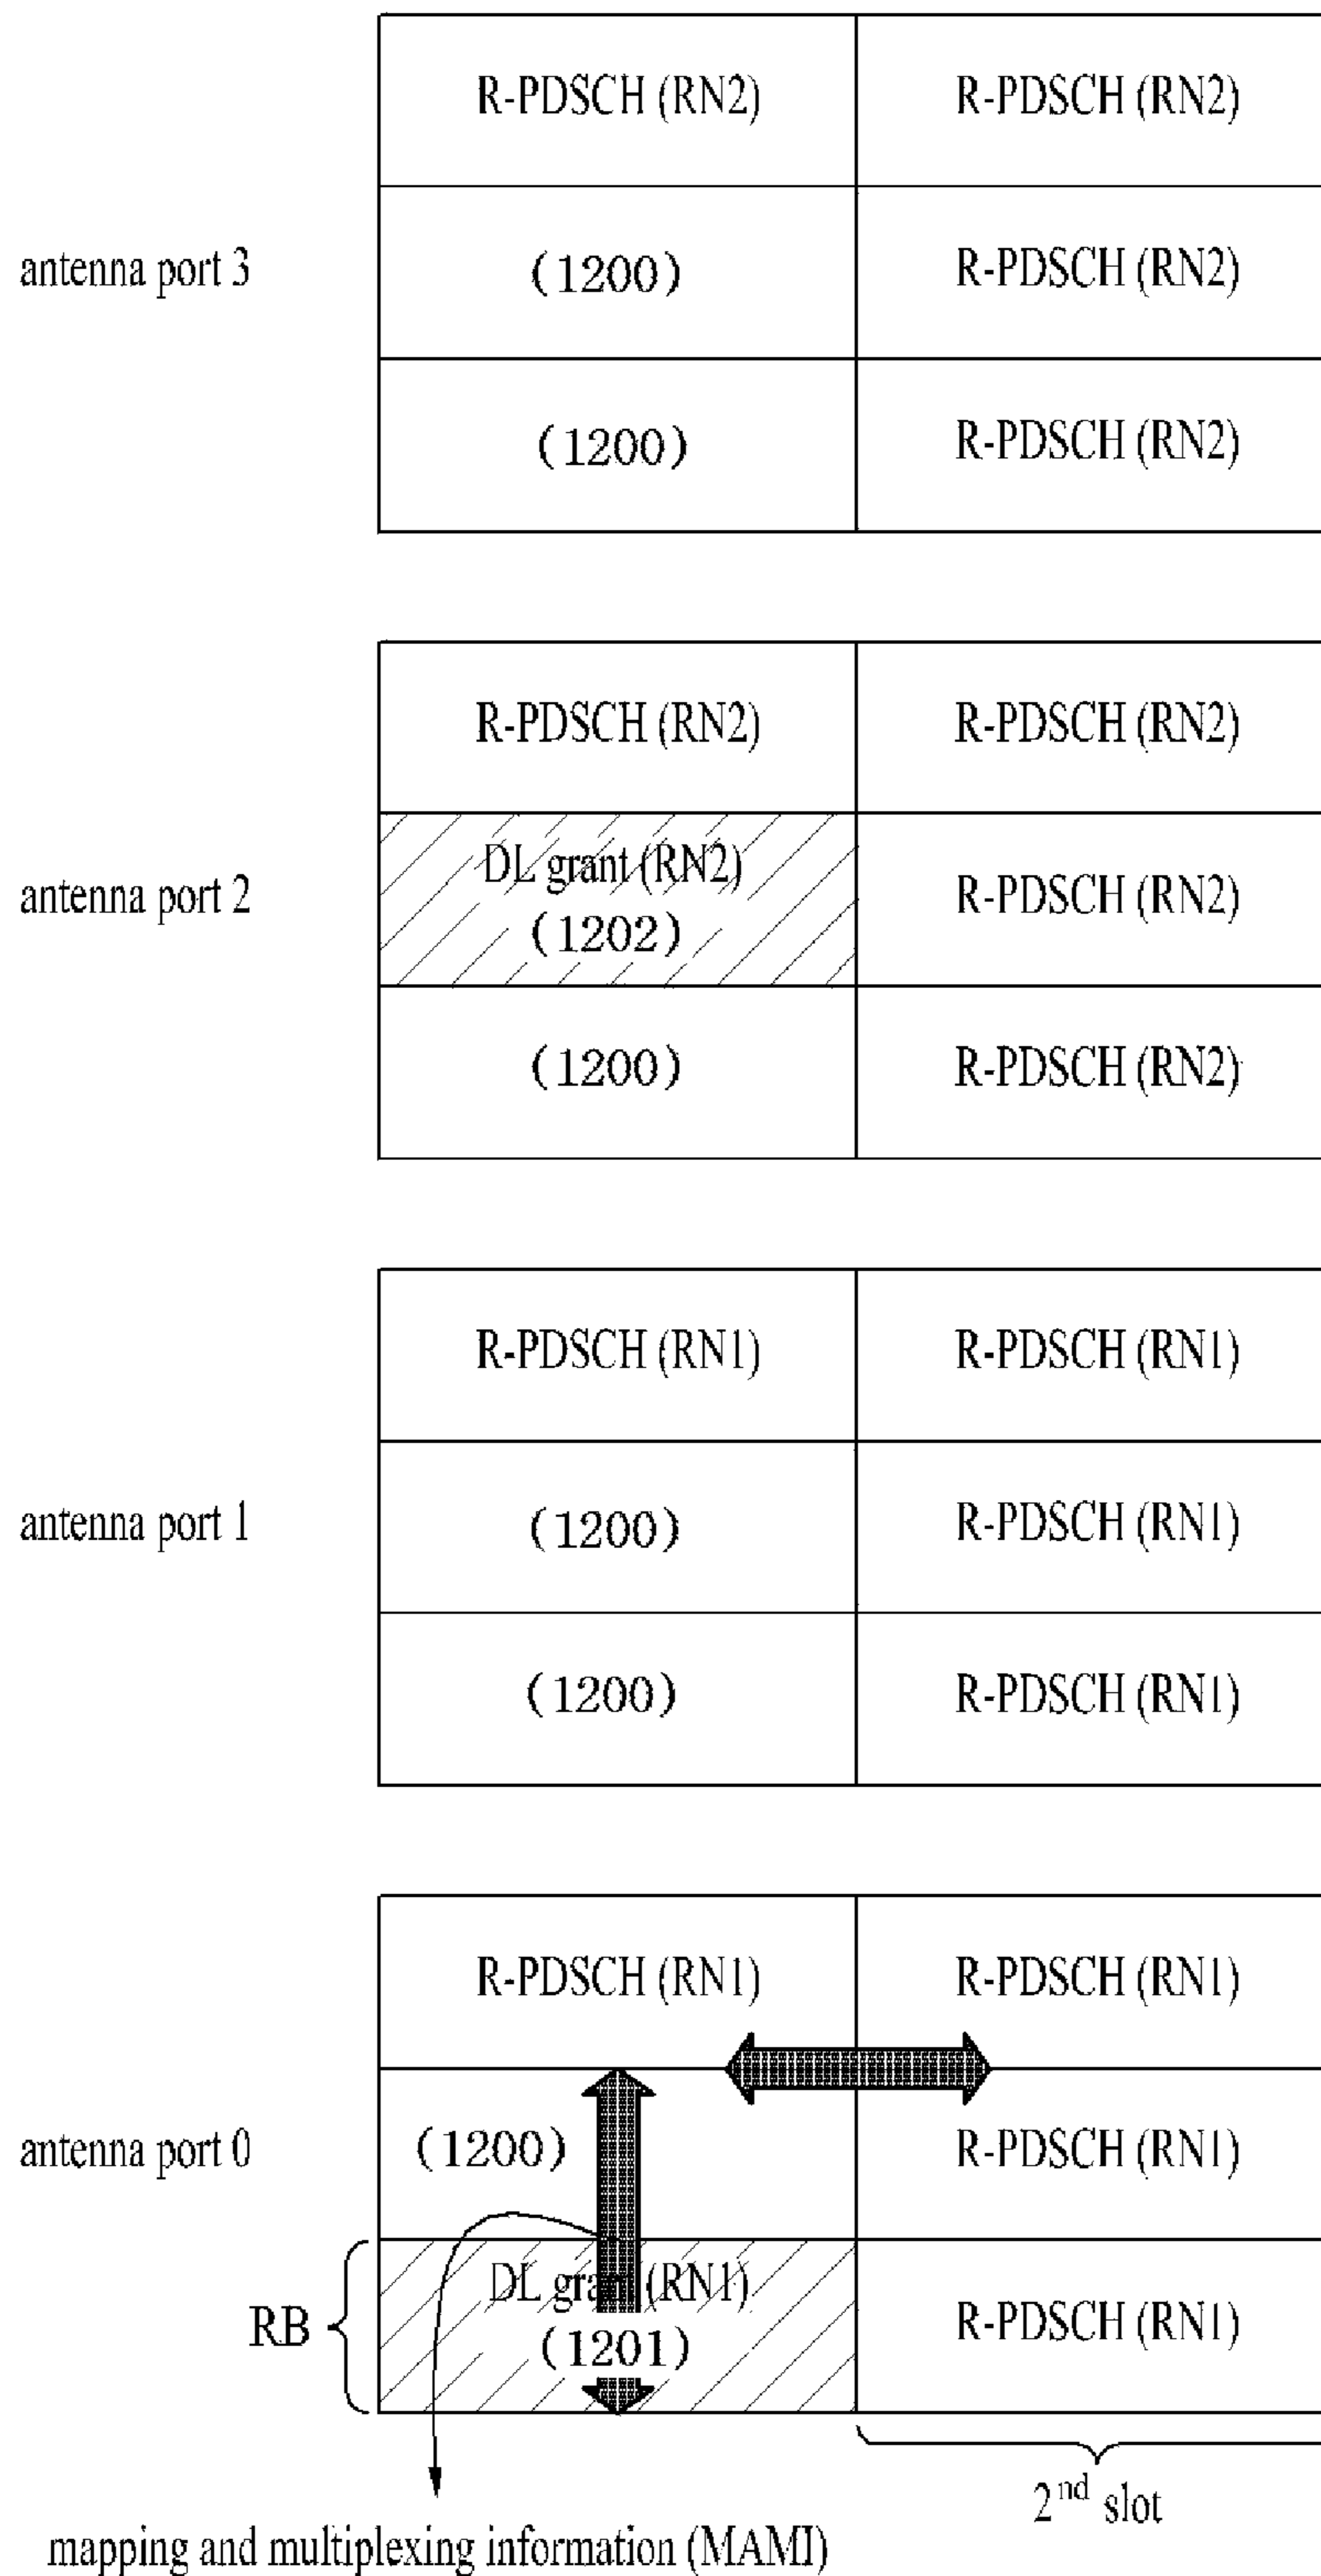 R-PDSCH (RN2) R-PDSCH (RN2)
antenna port 3 (1200) R-PDSCH (RN2)
(1200) R-PDSCH (RN2)
R-PDSCH (RN2) R-PDSCH (RN2)
DL grant (RN2)
antenna port 2 (1202) R-PDSCH (RN2)
(1200) R-PDSCH (RN2)
R-PDSCH (RN1) R-PDSCH (RN1)
antenna port 1 (1200) R-PDSCH (RN1)
(1200) R-PDSCH (RN1)
R-PDSCH (RN1) R-PDSCH (RN1)
antenna port 0 (1200) R-PDSCH (RN1)
DL grant (RN1)
RB (1201) R-PDSCH (RN1)
2nd slot
mapping and multiplexing information (MAMI)